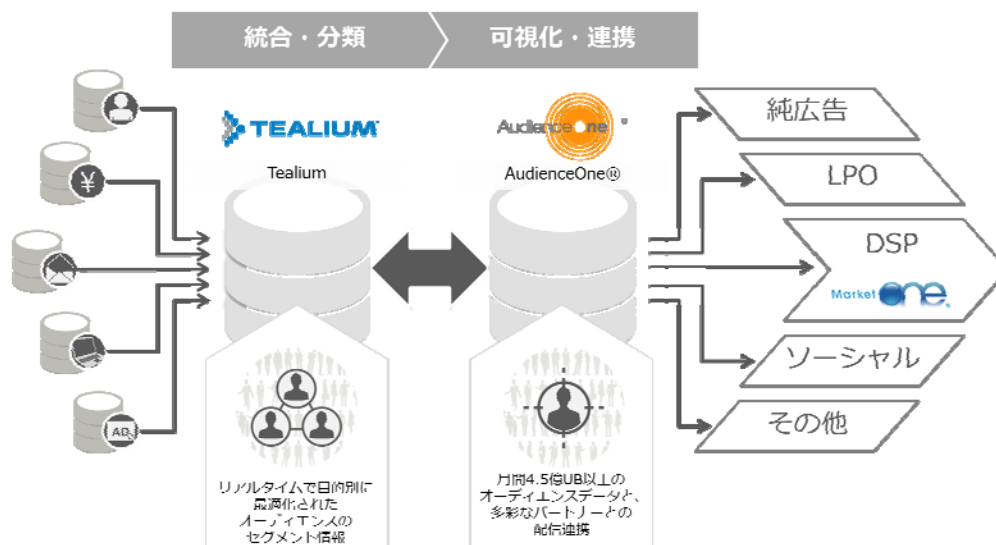 統合・分類
可視化・連携
TEALIUM
Tealium
AudienceOne ®
AudienceOne®
¥
AD
純広告
LPO
DSP
MarketOne®
ソーシャル
その他
リアルタイムで目的別に
最適化された
オーディエンスの
セグメント情報
月間4.5億UB以上の
オーディエンスデータと、
多彩なパートナーとの
配信連携